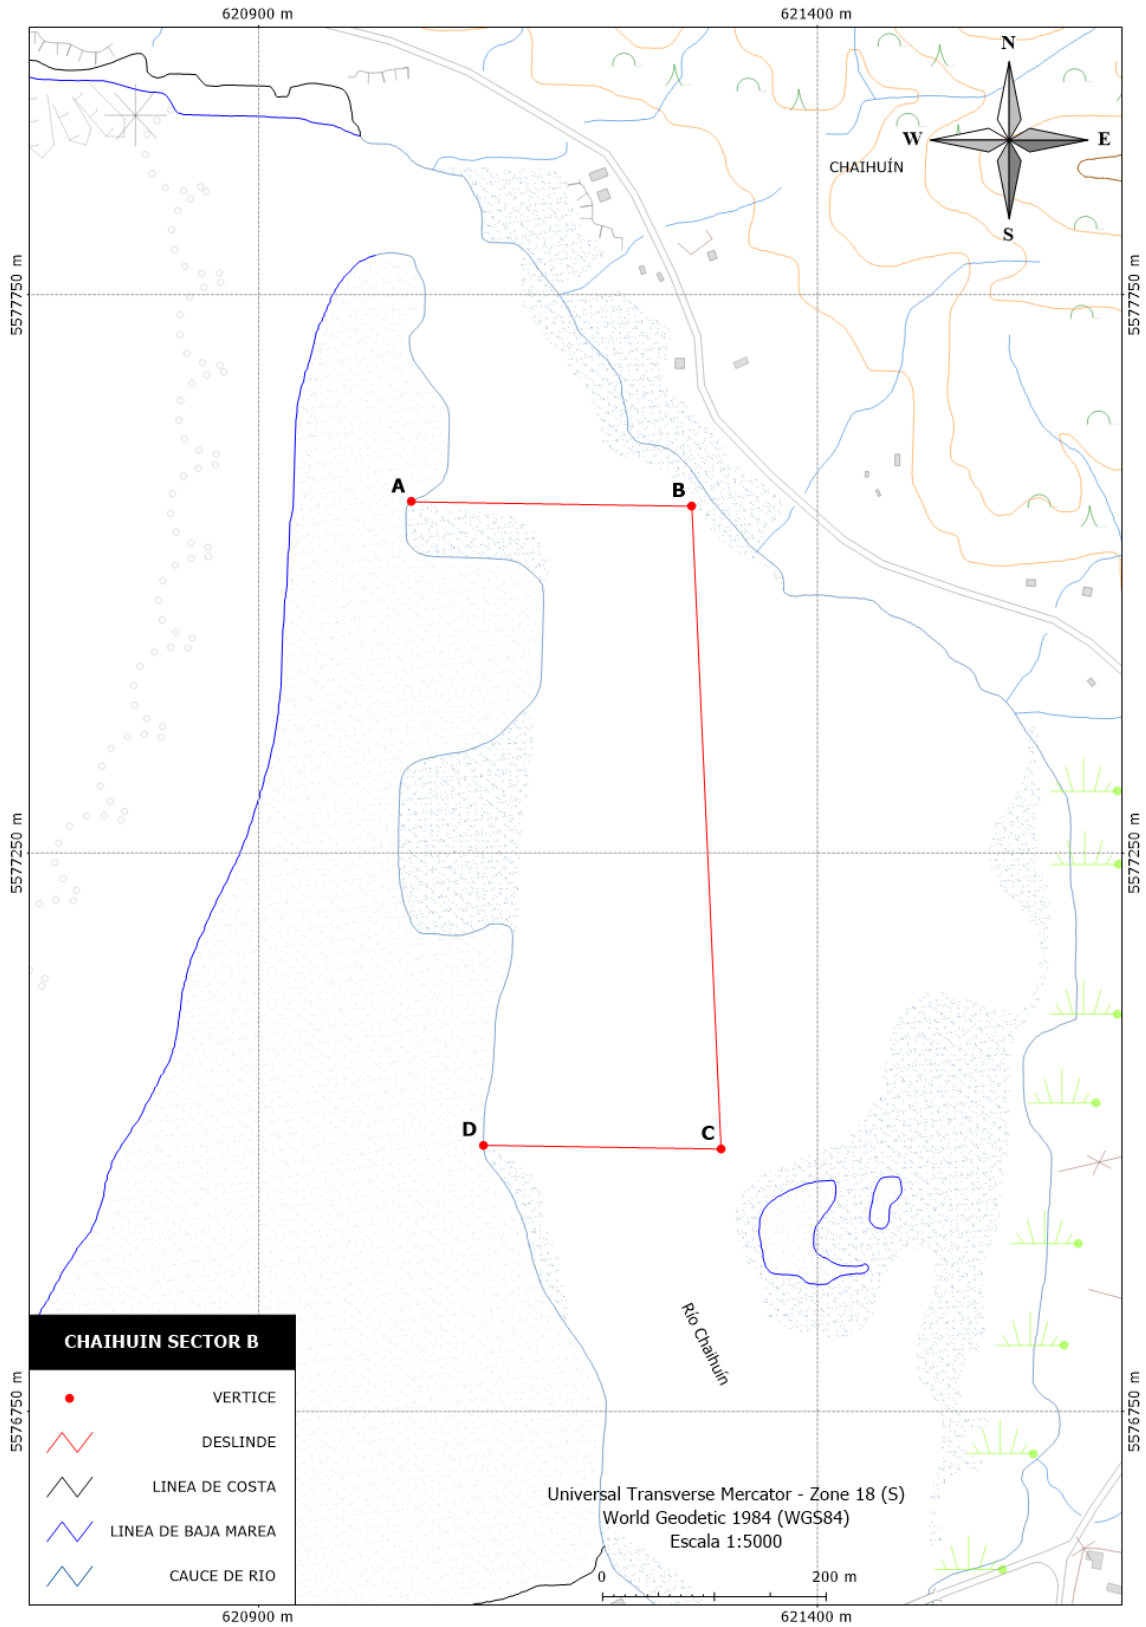 620900 m
621400 m
N
W
E
S
CHAIHUÍN
5577750 m
5577750 m
A
B
5577250 m
5577250 m
D
C
Río Chaihuín
CHAIHUIN SECTOR B
VERTICE
DESLINDE
LINEA DE COSTA
LINEA DE BAJA MAREA
CAUCE DE RIO
5576750 m
5576750 m
Universal Transverse Mercator - Zone 18 (S)
World Geodetic 1984 (WGS84)
Escala 1:5000
0 200 m
620900 m
621400 m